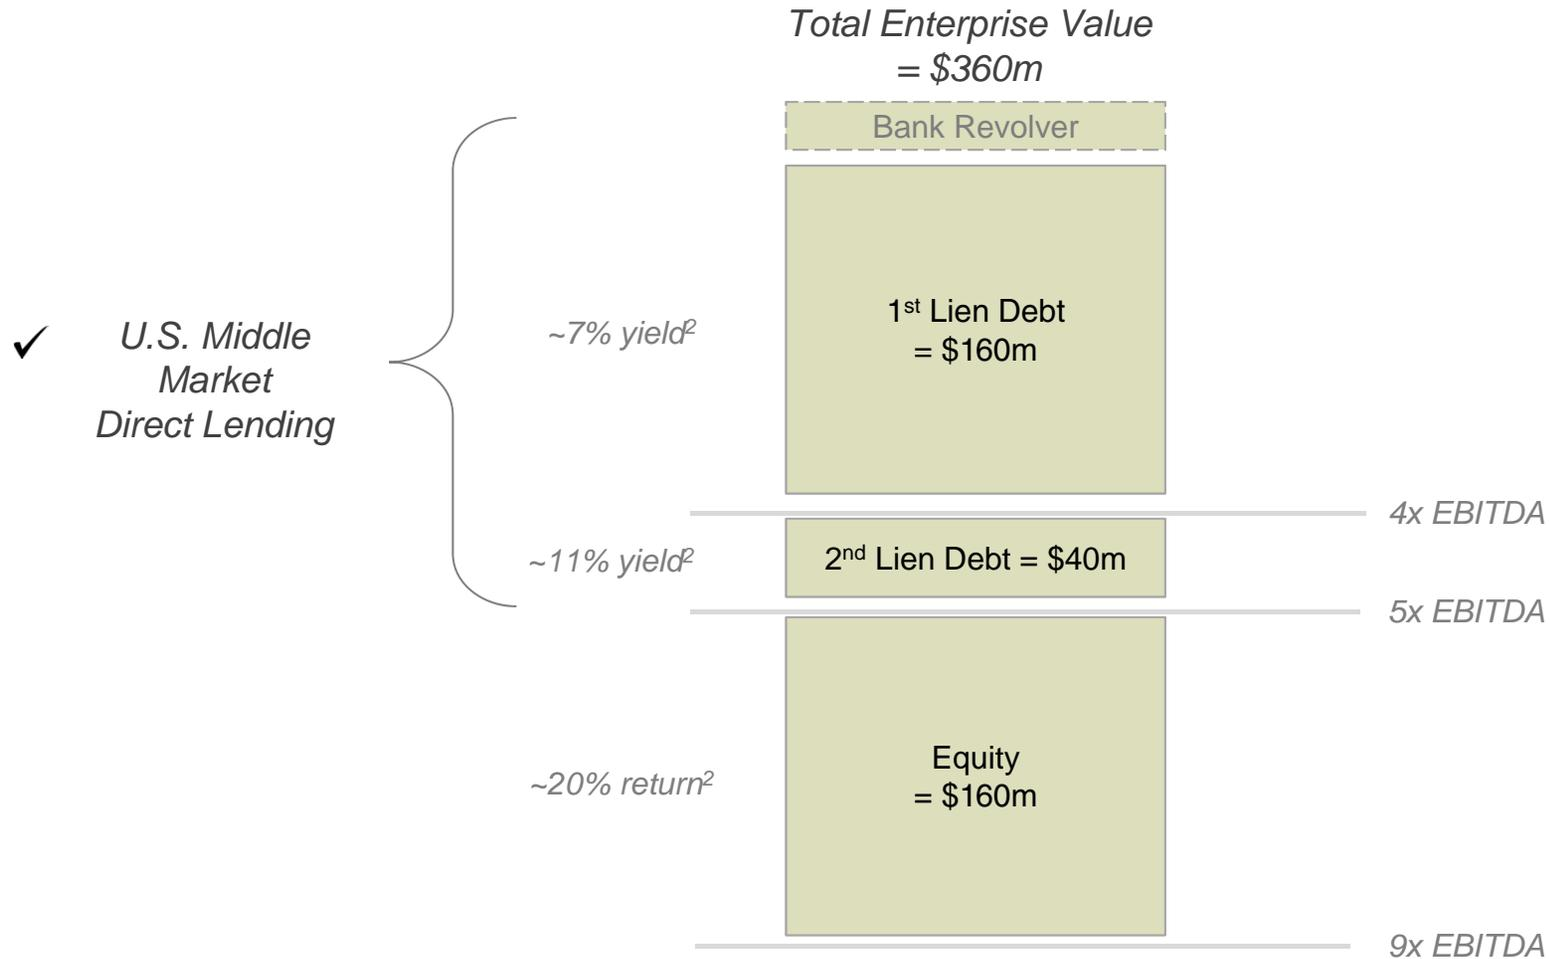 Total Enterprise Value
= $360m
Bank Revolver
1st Lien Debt
= $160m
~7% yield2
U.S. Middle
Market
Direct Lending
4x EBITDA
~11% yield2
2nd Lien Debt = $40m
5x EBITDA
~20% return2
Equity
= $160m
9x EBITDA